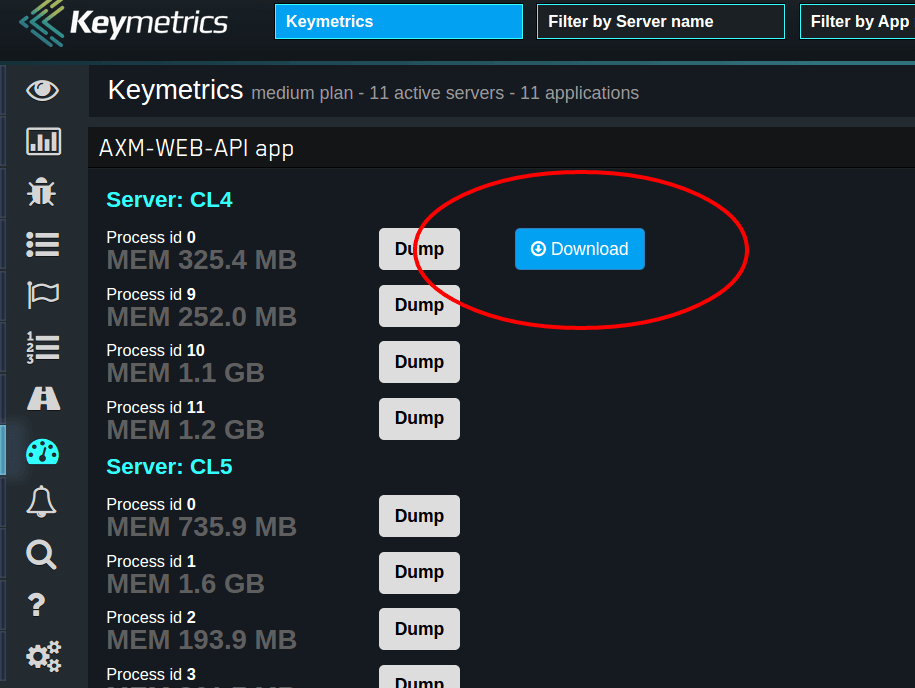 Keymetrics
Keymetrics
Filter by Server name
Filter by App
Keymetrics medium plan - 11 active servers - 11 applications
AXM-WEB-API app
Server: CL4
Process id 0
MEM 325.4 MB
Dump
Download
Process id 9
MEM 252.0 MB
Dump
Process id 10
MEM 1.1 GB
Dump
Process id 11
MEM 1.2 GB
Dump
Server: CL5
Process id 0
MEM 735.9 MB
Dump
Process id 1
MEM 1.6 GB
Dump
Process id 2
MEM 193.9 MB
Dump
Process id 3
Dump